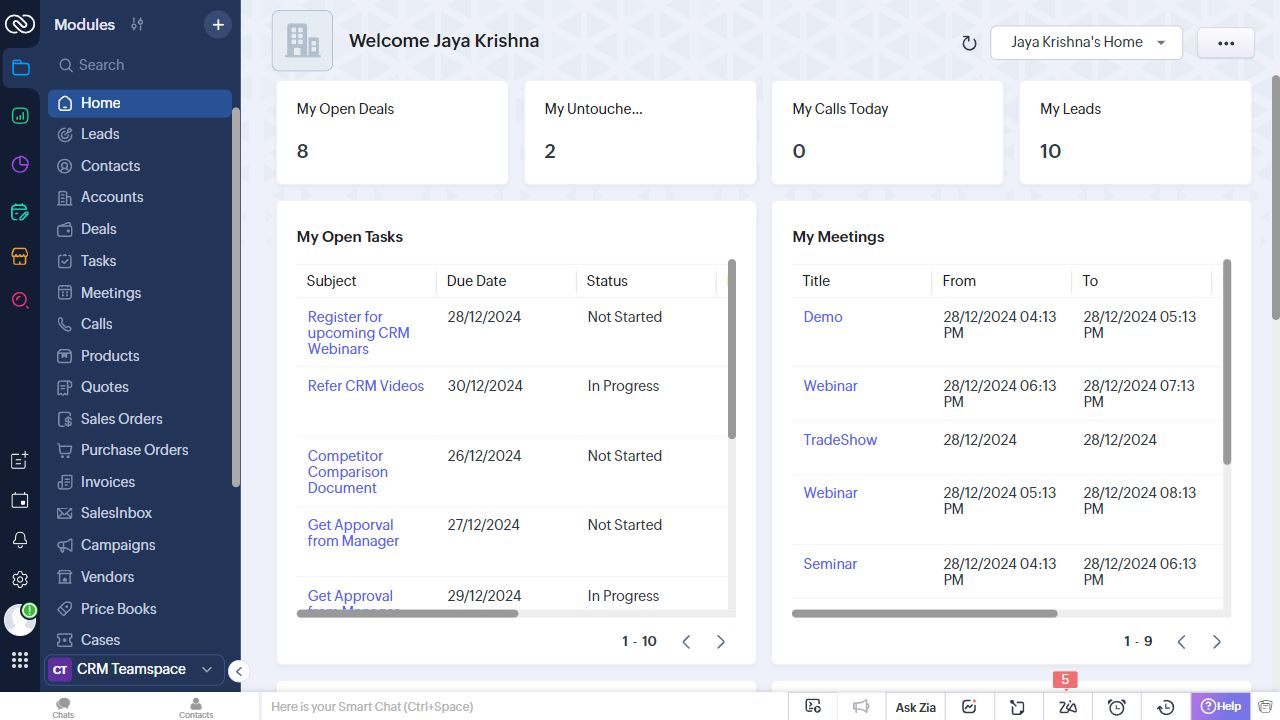 Modules
Search
Home
Leads
Contacts
Accounts
Deals
Tasks
Meetings
Calls
Products
Quotes
Sales Orders
Purchase Orders
Invoices
SalesInbox
Campaigns
Vendors
Price Books
Cases
CT CRM Teamspace
Welcome Jaya Krishna
Jaya Krishna's Home
My Open Deals
8
My Untouche...
2
My Calls Today
0
My Leads
10
My Open Tasks
Subject Due Date Status
Register for 28/12/2024 Not Started
upcoming CRM
Webinars
Refer CRM Videos 30/12/2024 In Progress
Competitor 26/12/2024 Not Started
Comparison
Document
Get Apporval 27/12/2024 Not Started
from Manager
Get Approval 29/12/2024 In Progress
from Manager
1 - 10
My Meetings
Title From To
Demo 28/12/2024 04:13 28/12/2024 05:13
PM PM
Webinar 28/12/2024 06:13 28/12/2024 07:13
PM PM
TradeShow 28/12/2024 28/12/2024
Webinar 28/12/2024 05:13 28/12/2024 08:13
PM PM
Seminar 28/12/2024 04:13 28/12/2024 06:13
PM PM
1 - 9
5
Chats
Contacts
Here is your Smart Chat (Ctrl+Space)
Ask Zia
Help